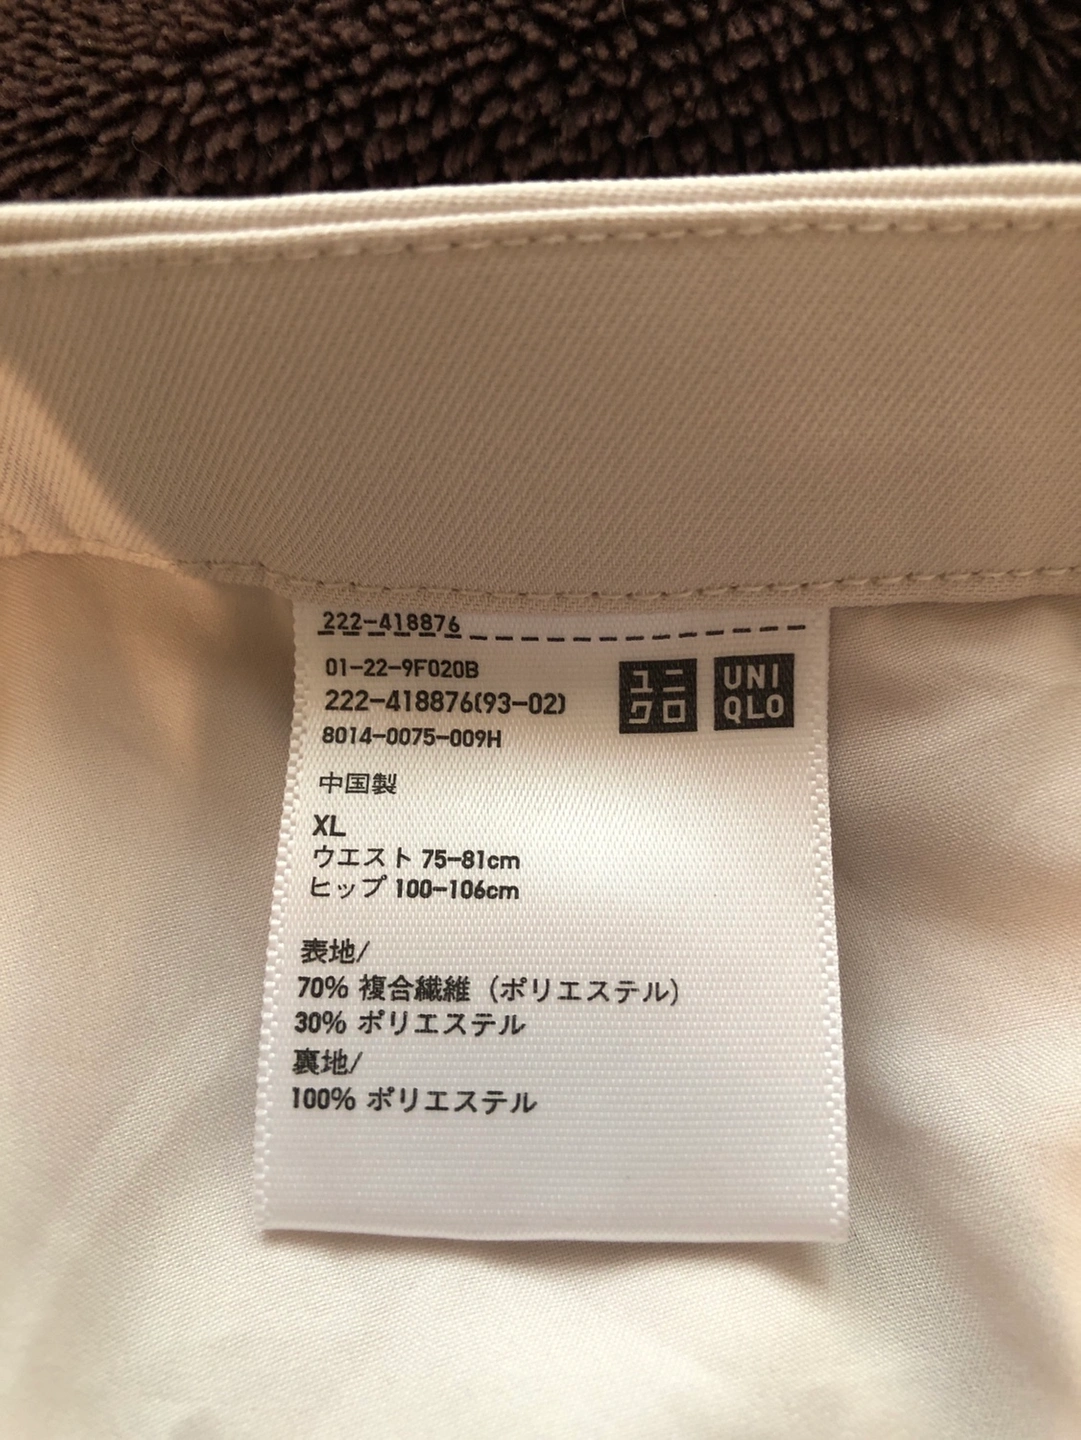 222-418876
01-22-9F020B
222-418876(93-02)
8014-0075-009H
ユニ
クロ
UNI
QLO
中国製
XL
ウエスト 75-81cm
ヒップ 100-106cm
表地/
70% 複合繊維（ポリエステル）
30% ポリエステル
裏地/
100% ポリエステル